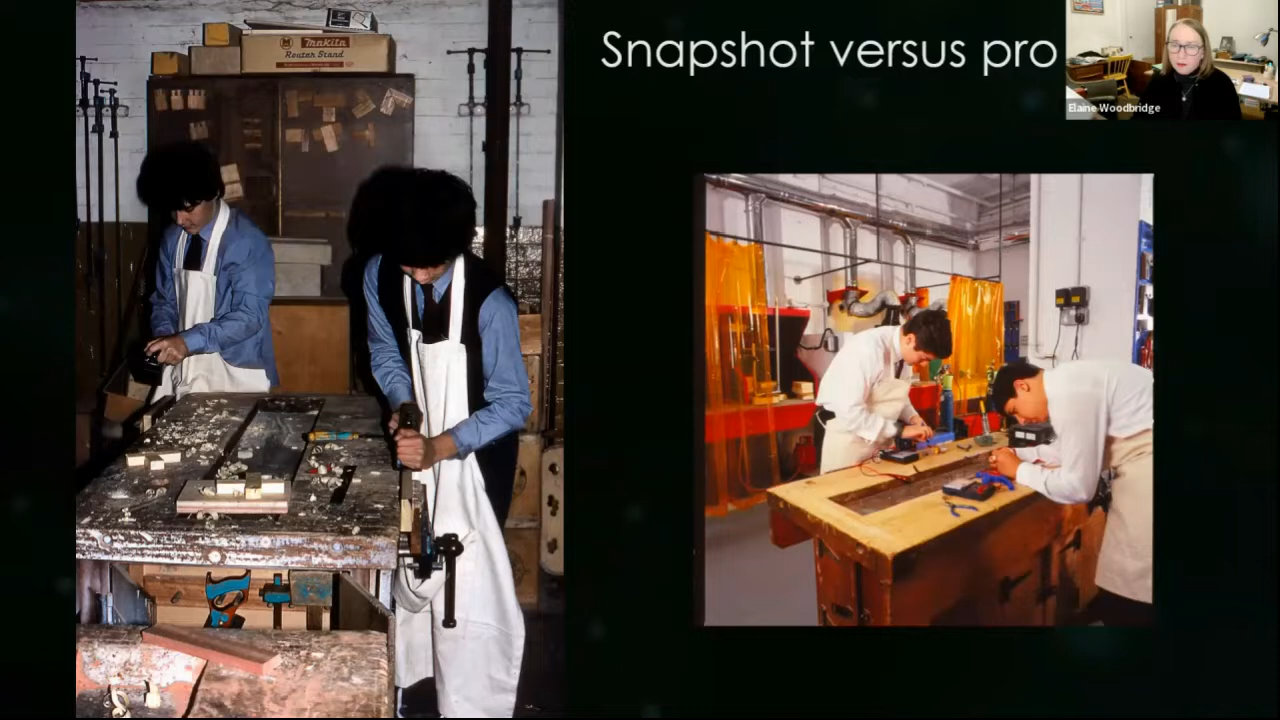 Snapshot versus pro
Elaine Woodbridge
makita
Router Stand